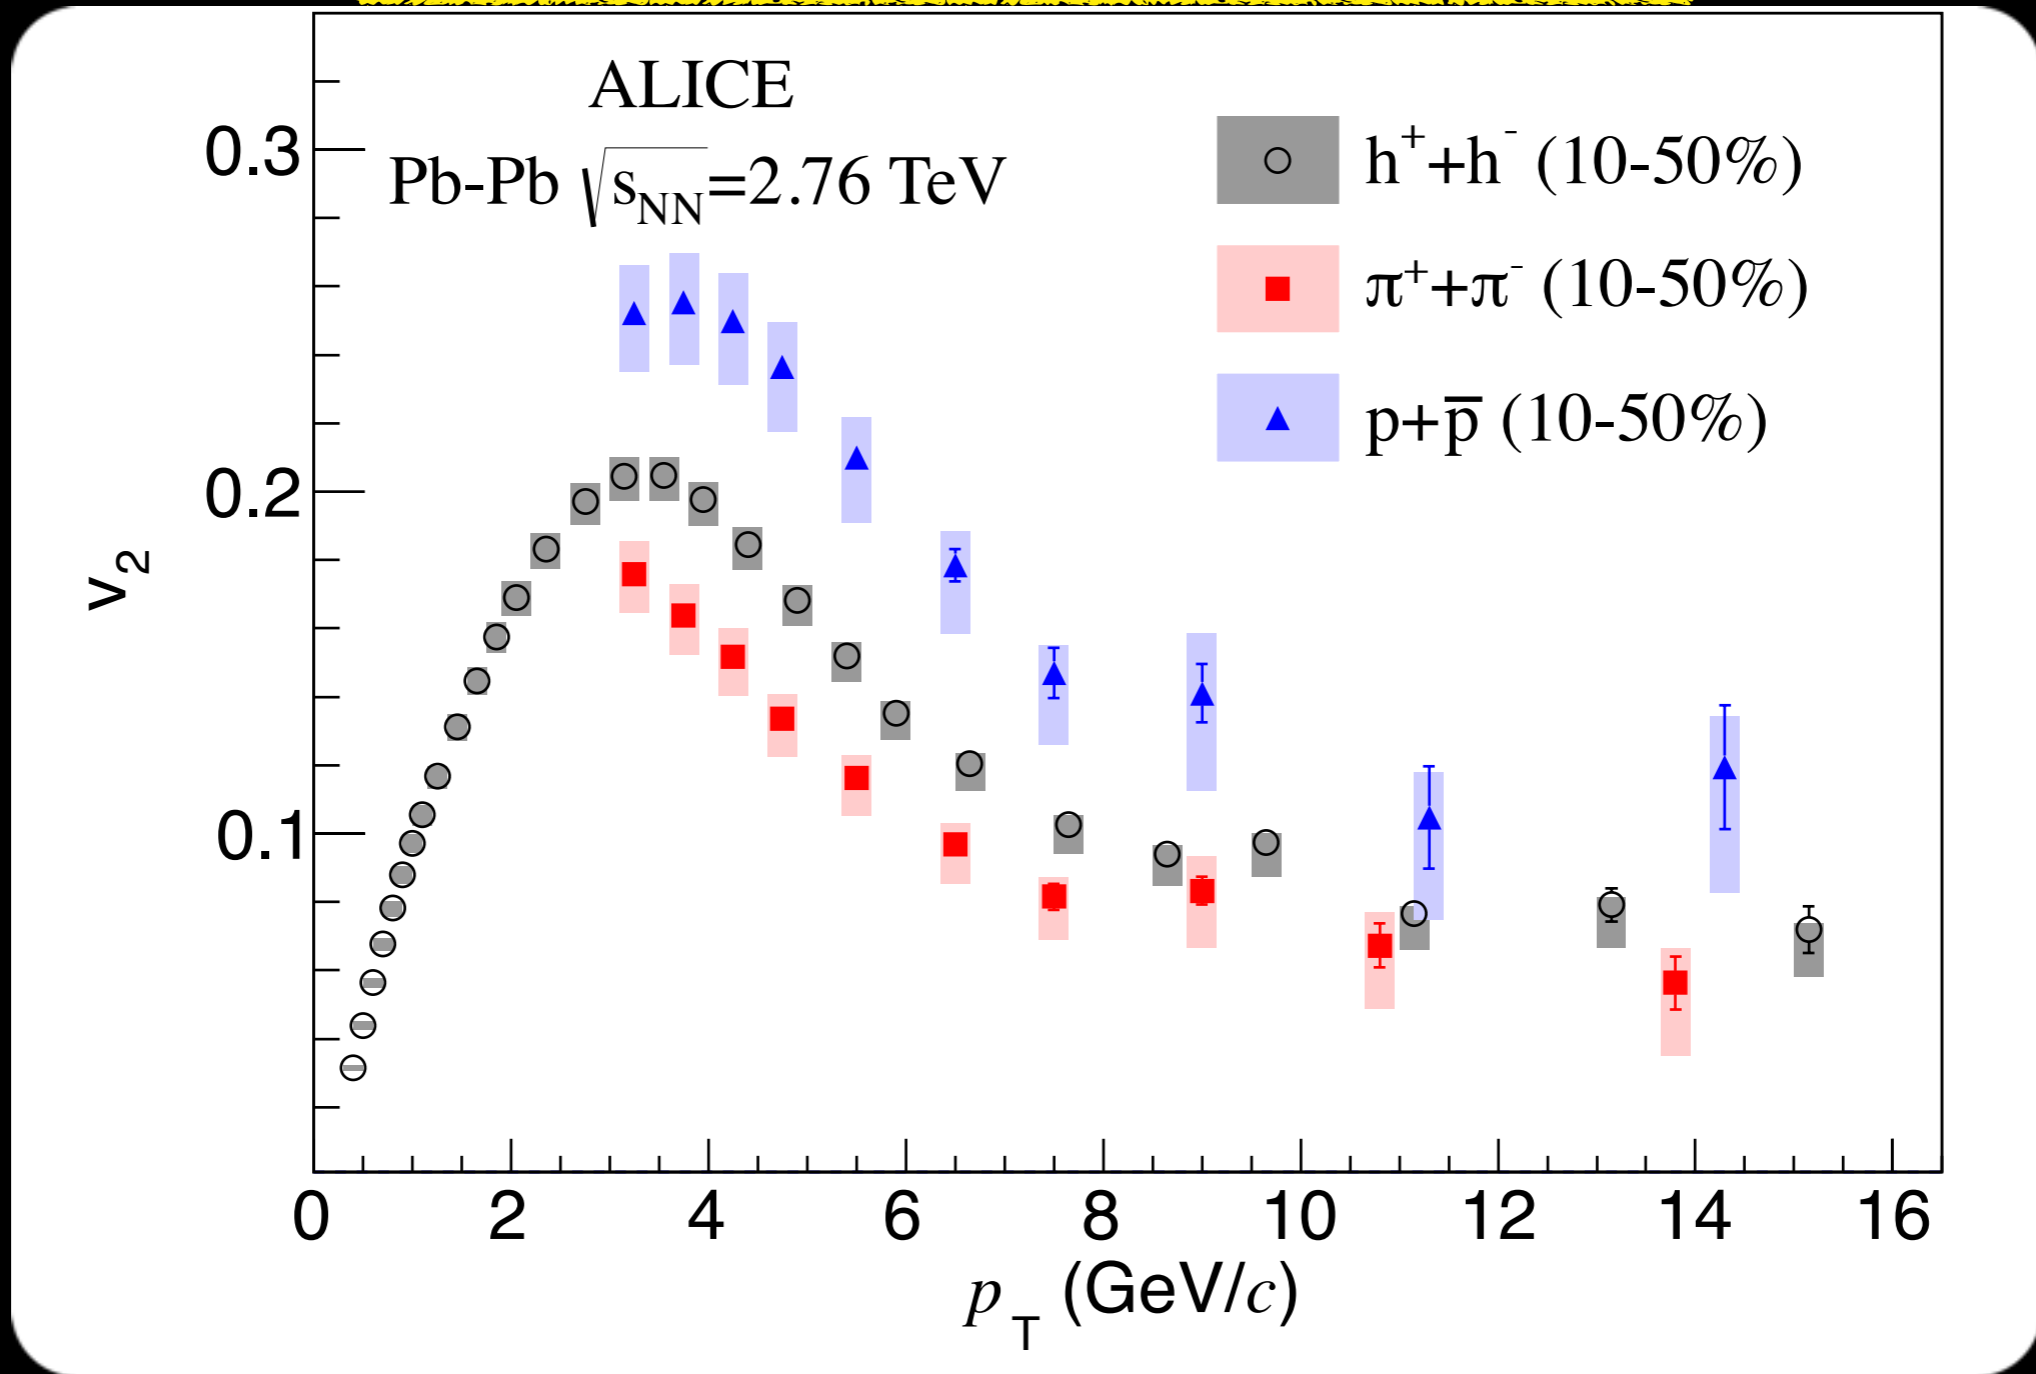 ALICE
Pb-Pb √sNN=2.76 TeV
h⁺+h⁻ (10-50%)
π⁺+π⁻ (10-50%)
p+p̅ (10-50%)
0.3
0.2
0.1
v₂
0 2 4 6 8 10 12 14 16
pT (GeV/c)